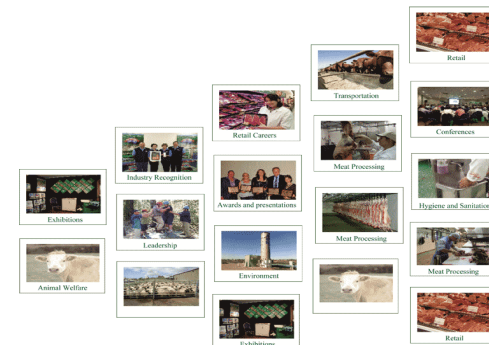 Exhibitions
Animal Welfare
Industry Recognition
Leadership
Retail Careers
Awards and presentations
Environment
Exhibitions
Transportation
Meat Processing
Meat Processing
Retail
Conferences
Hygiene and Sanitation
Meat Processing
Retail